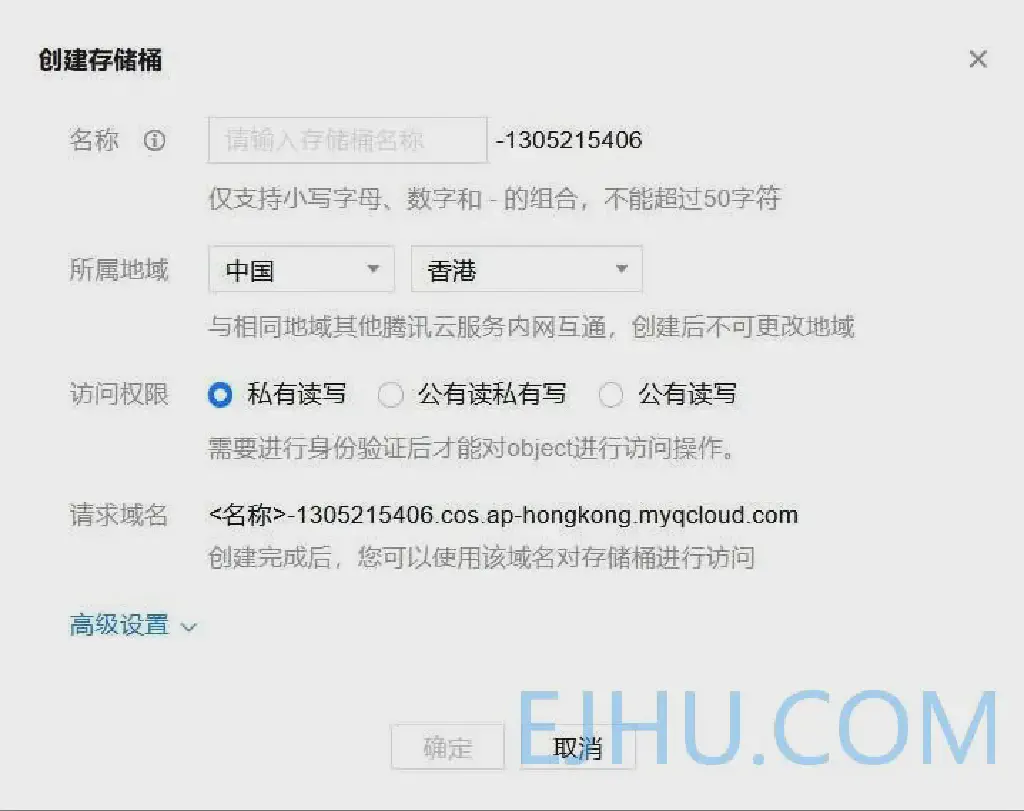 创建存储桶
名称 请输入存储桶名称 -1305215406
仅支持小写字母、数字和 - 的组合，不能超过50字符
所属地域 中国 香港
与相同地域其他腾讯云服务内网互通，创建后不可更改地域
访问权限 私有读写 公有读私有写 公有读写
需要进行身份验证后才能对object进行访问操作。
请求域名 <名称>-1305215406.cos.ap-hongkong.myqcloud.com
创建完成后，您可以使用该域名对存储桶进行访问
高级设置
确定 取消
EJHU.COM